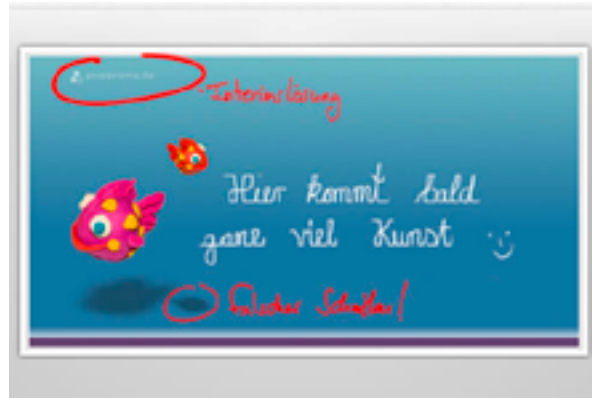 - Interimslösung
Hier kommt bald
ganz viel Kunst :-)
falscher Schatten!